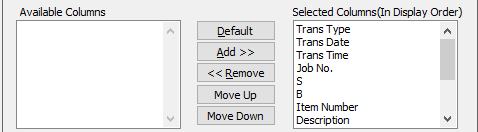 Available Columns
Selected Columns(In Display Order)
Default
Add >>
<< Remove
Move Up
Move Down
Trans Type
Trans Date
Trans Time
Job No.
S
B
Item Number
Description